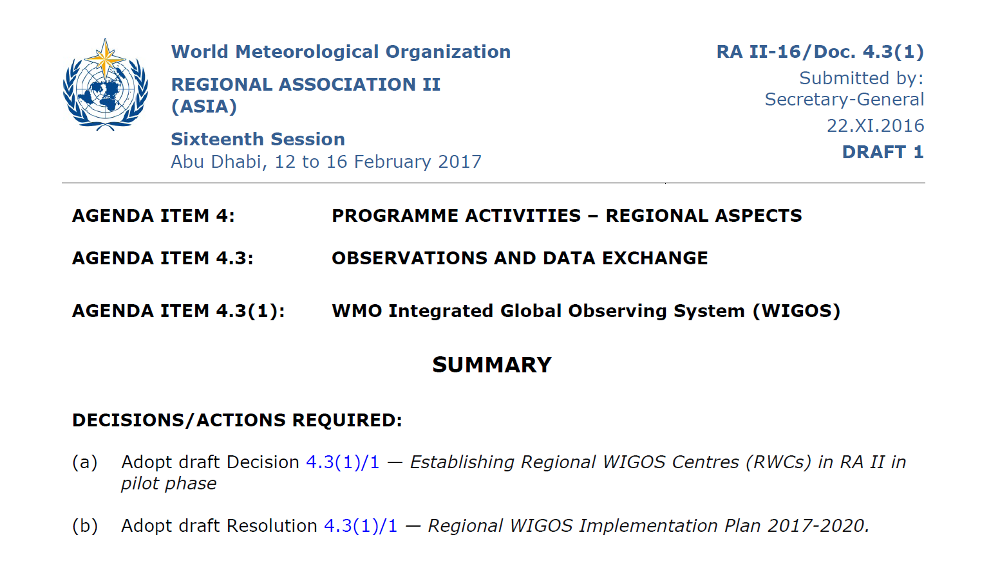 World Meteorological Organization
REGIONAL ASSOCIATION II
(ASIA)
Sixteenth Session
Abu Dhabi, 12 to 16 February 2017
RA II-16/Doc. 4.3(1)
Submitted by:
Secretary-General
22.XI.2016
DRAFT 1
AGENDA ITEM 4: PROGRAMME ACTIVITIES – REGIONAL ASPECTS
AGENDA ITEM 4.3: OBSERVATIONS AND DATA EXCHANGE
AGENDA ITEM 4.3(1): WMO Integrated Global Observing System (WIGOS)
SUMMARY
DECISIONS/ACTIONS REQUIRED:
(a) Adopt draft Decision 4.3(1)/1 — Establishing Regional WIGOS Centres (RWCs) in RA II in
pilot phase
(b) Adopt draft Resolution 4.3(1)/1 — Regional WIGOS Implementation Plan 2017-2020.